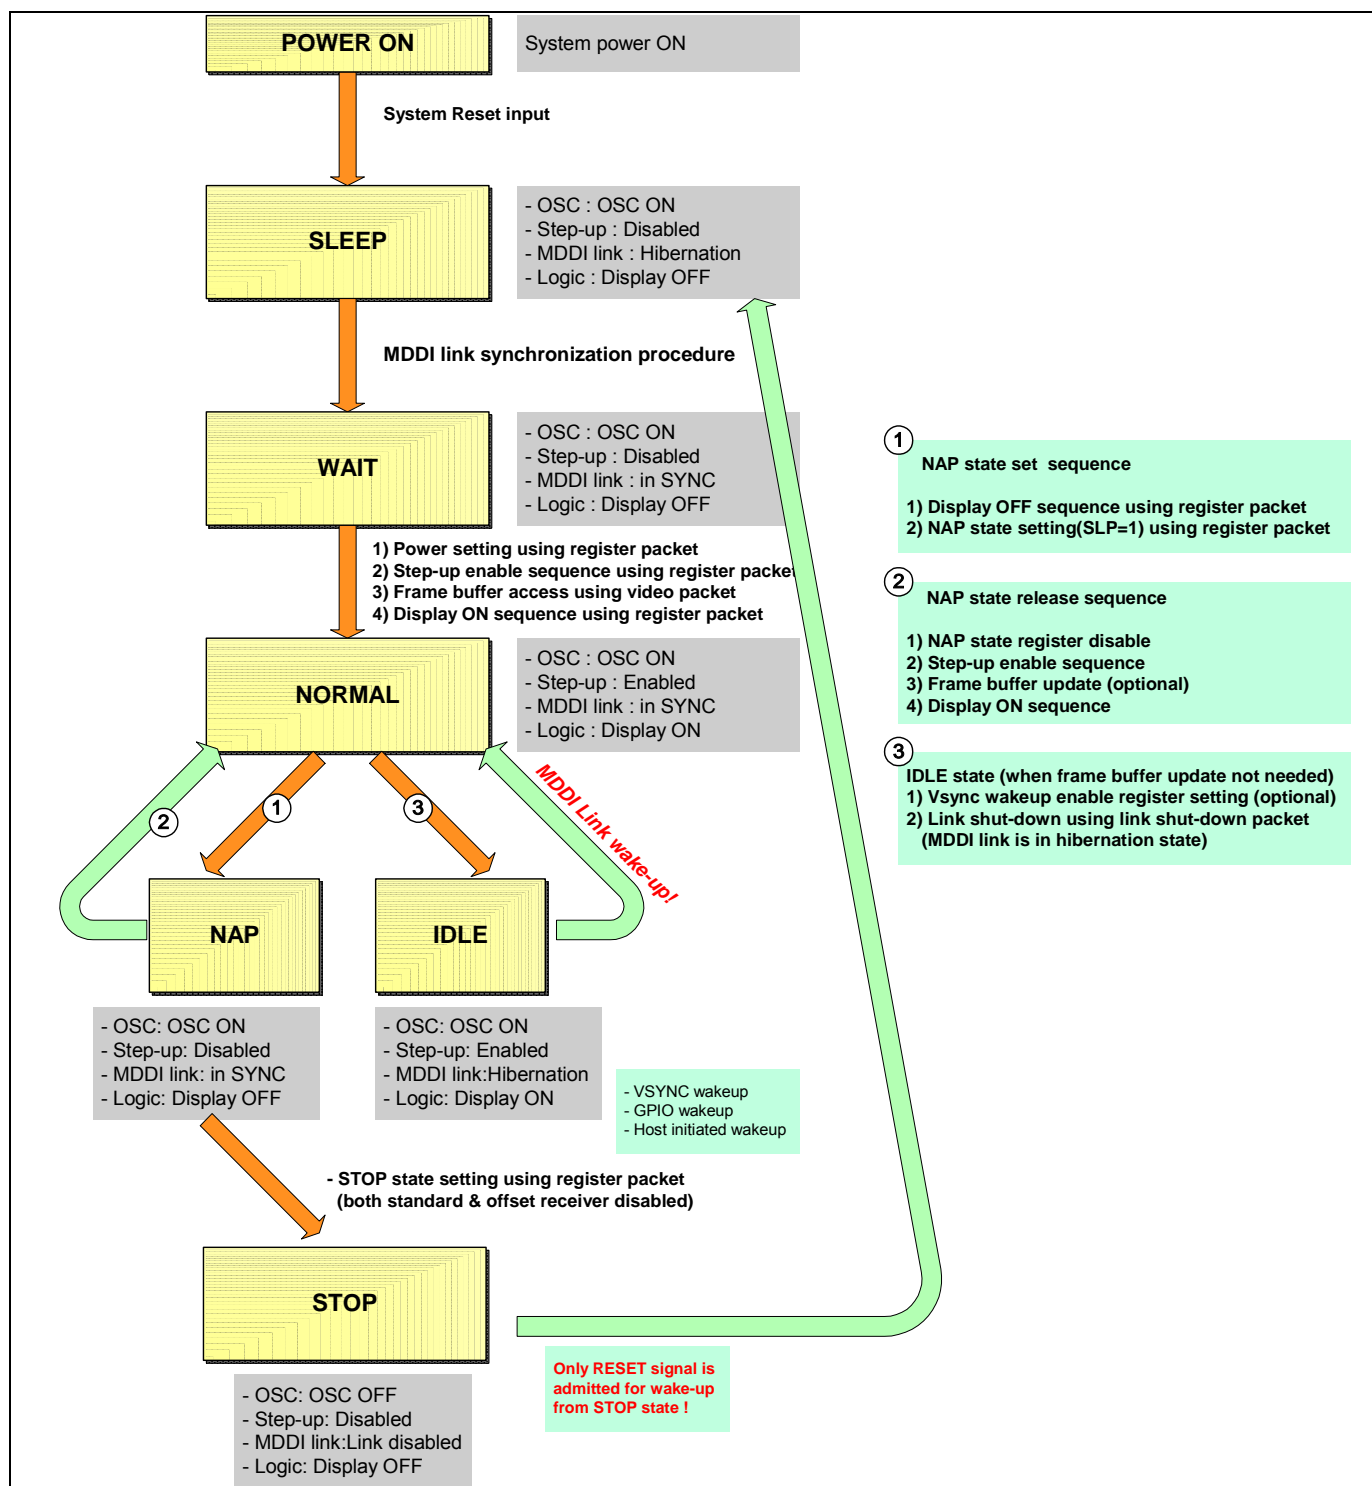 POWER ON
System power ON
System Reset input
SLEEP
- OSC : OSC ON
- Step-up : Disabled
- MDDI link : Hibernation
- Logic : Display OFF
MDDI link synchronization procedure
WAIT
- OSC : OSC ON
- Step-up : Disabled
- MDDI link : in SYNC
- Logic : Display OFF
1) Power setting using register packet
2) Step-up enable sequence using register packet
3) Frame buffer access using video packet
4) Display ON sequence using register packet
NORMAL
- OSC : OSC ON
- Step-up : Enabled
- MDDI link : in SYNC
- Logic : Display ON
2
1
3
MDDI Link wake-up!
NAP
IDLE
- OSC: OSC ON
- Step-up: Disabled
- MDDI link: in SYNC
- Logic: Display OFF
- OSC: OSC ON
- Step-up: Enabled
- MDDI link:Hibernation
- Logic: Display ON
- VSYNC wakeup
- GPIO wakeup
- Host initiated wakeup
- STOP state setting using register packet
(both standard & offset receiver disabled)
STOP
Only RESET signal is
admitted for wake-up
from STOP state !
- OSC: OSC OFF
- Step-up: Disabled
- MDDI link:Link disabled
- Logic: Display OFF
1
NAP state set sequence
1) Display OFF sequence using register packet
2) NAP state setting(SLP=1) using register packet
2
NAP state release sequence
1) NAP state register disable
2) Step-up enable sequence
3) Frame buffer update (optional)
4) Display ON sequence
3
IDLE state (when frame buffer update not needed)
1) Vsync wakeup enable register setting (optional)
2) Link shut-down using link shut-down packet
(MDDI link is in hibernation state)